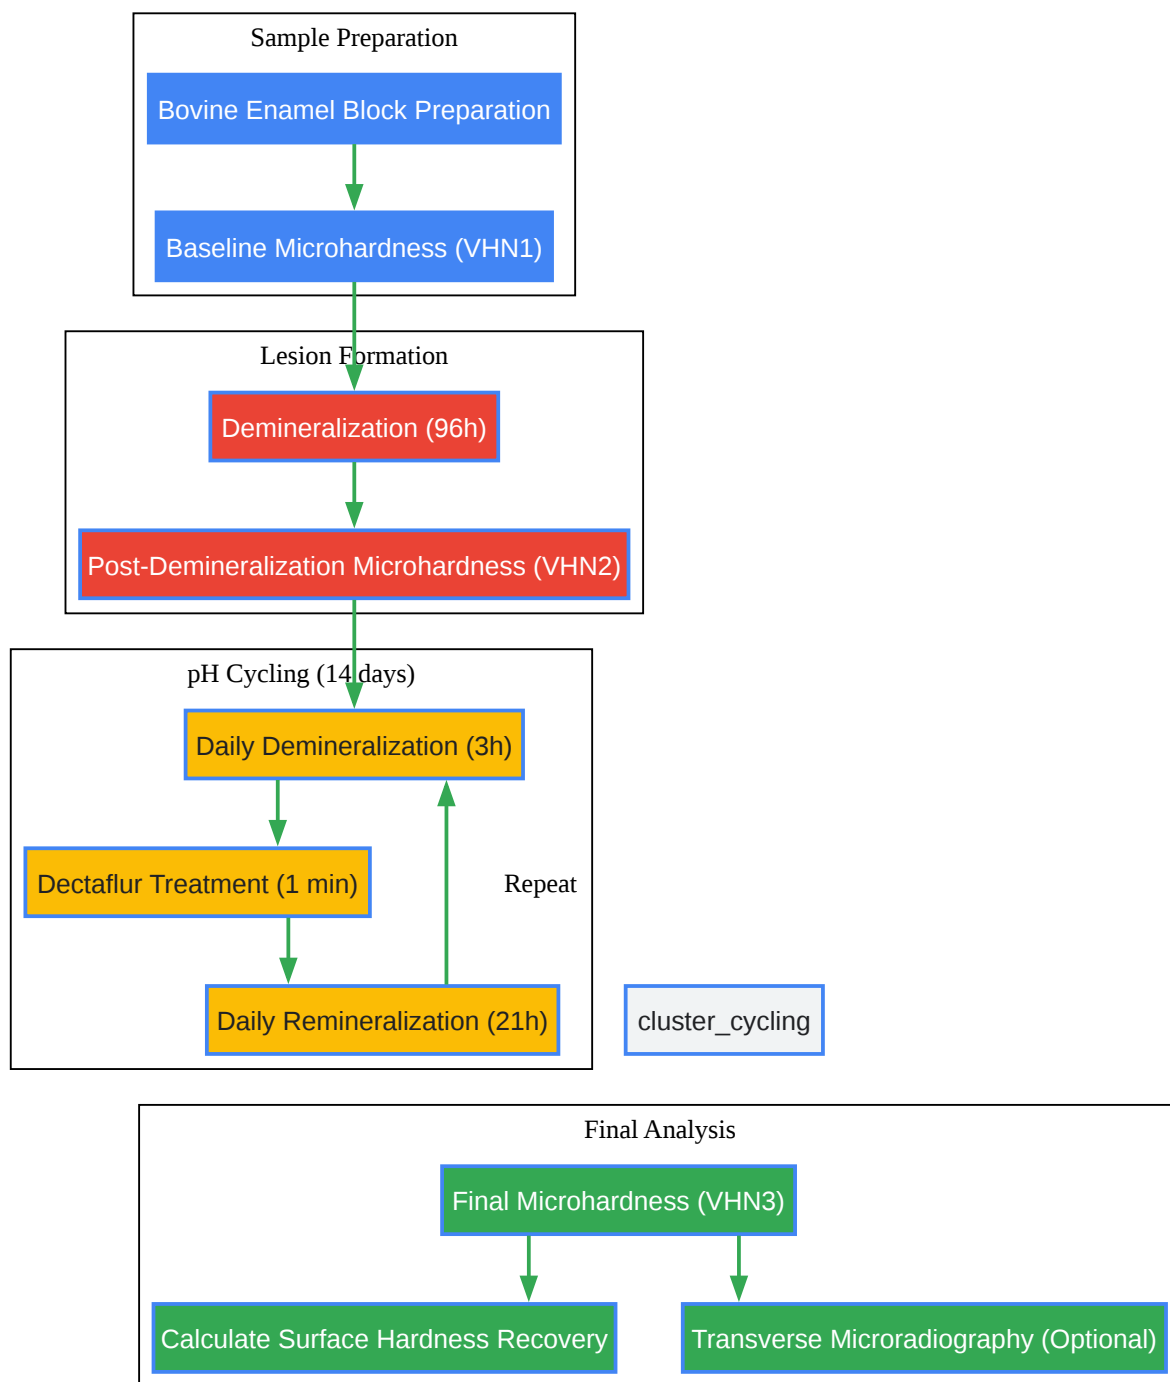 Sample Preparation
Bovine Enamel Block Preparation
Baseline Microhardness (VHN1)
Lesion Formation
Demineralization (96h)
Post-Demineralization Microhardness (VHN2)
pH Cycling (14 days)
Daily Demineralization (3h)
Dectaflur Treatment (1 min)
Repeat
Daily Remineralization (21h)
cluster_cycling
Final Analysis
Final Microhardness (VHN3)
Calculate Surface Hardness Recovery
Transverse Microradiography (Optional)